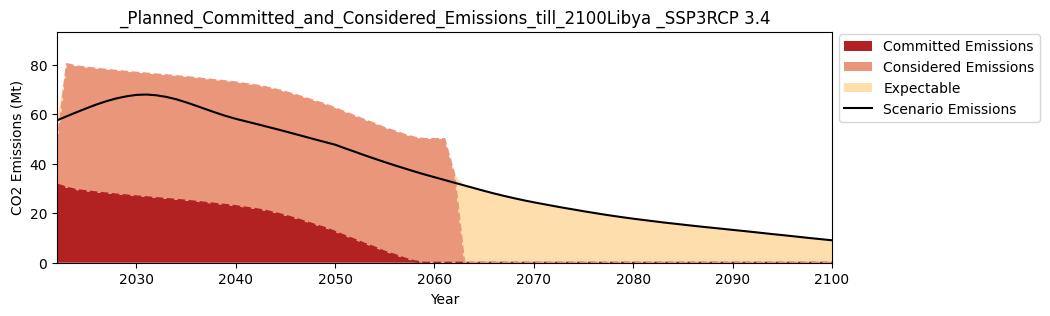 _Planned_Committed_and_Considered_Emissions_till_2100Libya _SSP3RCP 3.4
Committed Emissions
Considered Emissions
Expectable
Scenario Emissions
CO2 Emissions (Mt)
80
60
40
20
0
2030 2040 2050 2060 2070 2080 2090 2100
Year